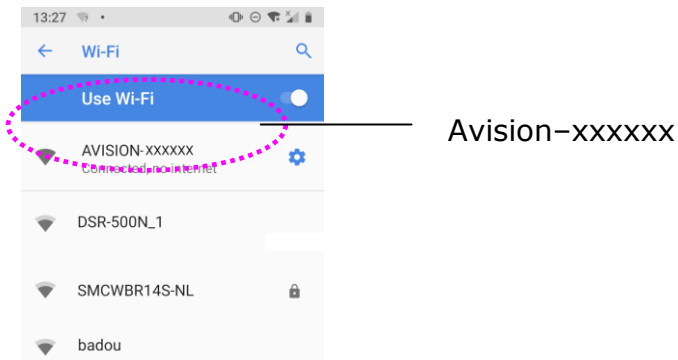 13:27
Wi-Fi
Use Wi-Fi
AVISION-XXXXXX
Connected, no internet
Avision–xxxxxx
DSR-500N_1
SMCWBR14S-NL
badou